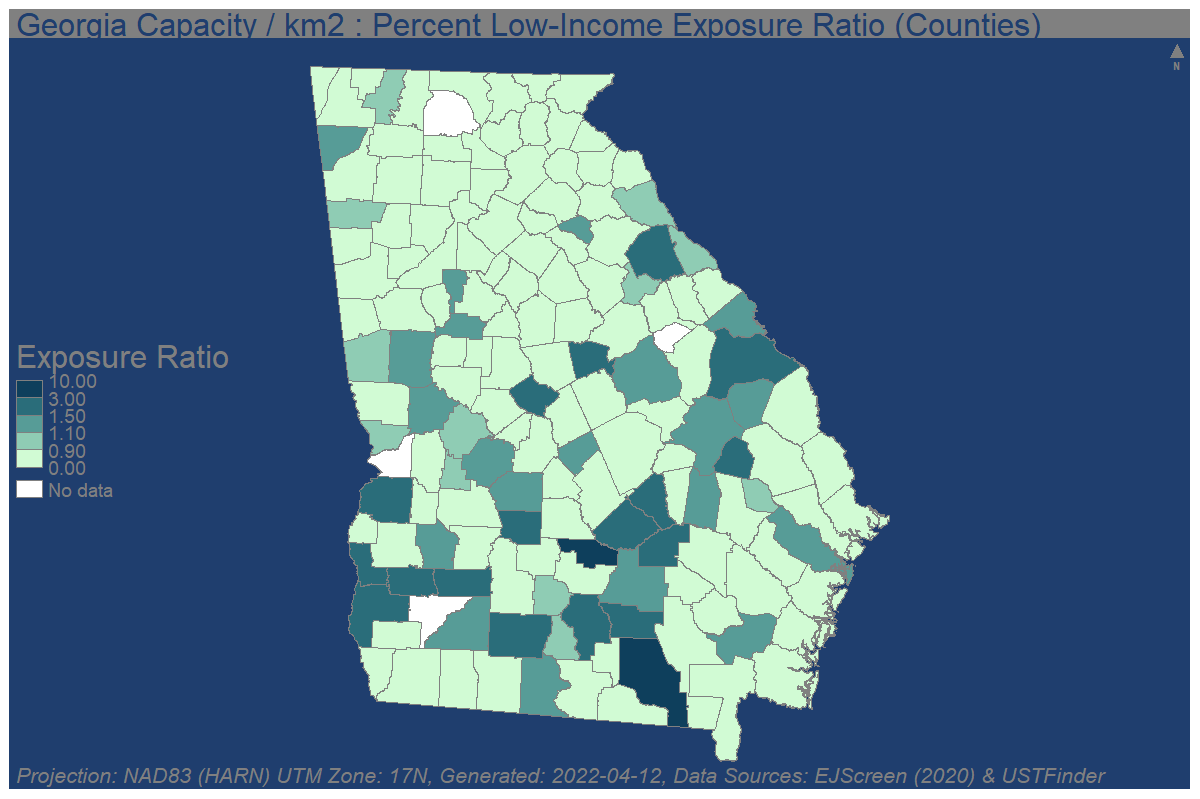 Georgia Capacity / km2 : Percent Low-Income Exposure Ratio (Counties)
N
Exposure Ratio
10.00
3.00
1.50
1.10
0.90
0.00
No data
Projection: NAD83 (HARN) UTM Zone: 17N, Generated: 2022-04-12, Data Sources: EJScreen (2020) & USTFinder